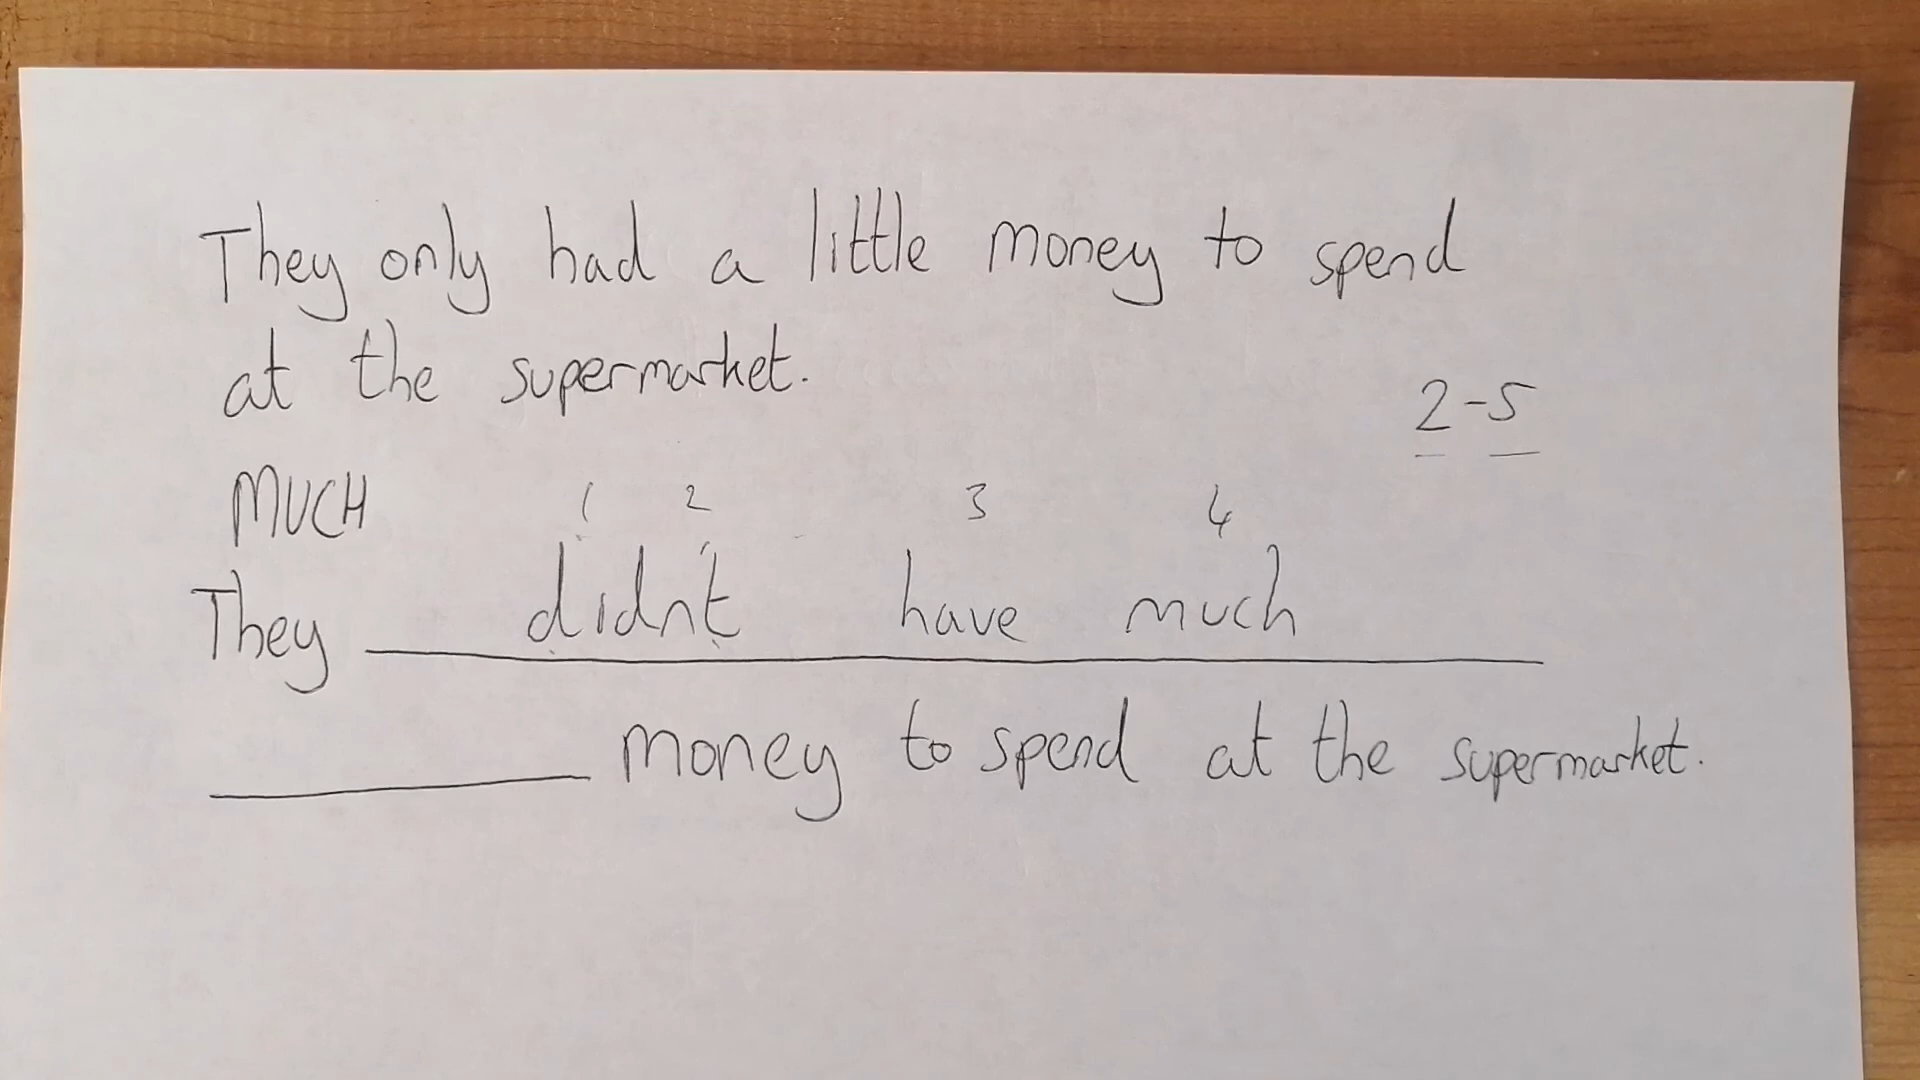 They only had a little money to spend
at the supermarket.
2-5
MUCH
1 2 3 4
They didn't have much
money to spend at the supermarket.